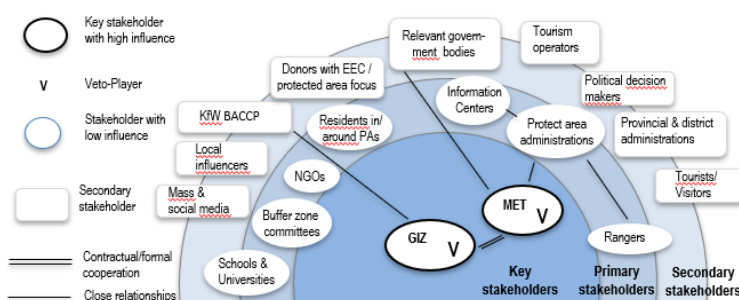 Key stakeholder
with high influence
V
Veto-Player
Stakeholder with
low influence
Secondary
stakeholder
Contractual/formal
cooperation
Close relationships
Relevant govern-
ment bodies
Tourism
operators
Donors with EEC /
protected area focus
Political decision
makers
Information
Centers
KfW BACCP
Residents in/
around PAs
Protect area
administrations
Provincial & district
administrations
Local
influencers
NGOs
Tourists/
Visitors
Mass &
social media
Buffer zone
committees
MET
V
GIZ
V
Rangers
Schools &
Universities
Key
stakeholders
Primary
stakeholders
Secondary
stakeholders